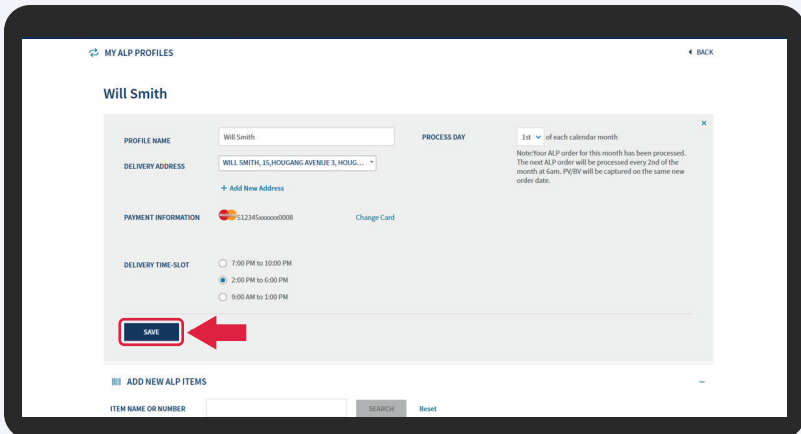 MY ALP PROFILES
BACK
Will Smith
PROFILE NAME
Will Smith
PROCESS DAY
1st of each calendar month
Note:Your ALP order for this month has been processed.
The next ALP order will be processed every 2nd of the
month at 6am. PV/BV will be captured on the same new
order date.
DELIVERY ADDRESS
WILL SMITH, 15,HOUGANG AVENUE 3, HOUG...
+ Add New Address
PAYMENT INFORMATION
512345xxxxxx0008
Change Card
DELIVERY TIME-SLOT
7:00 PM to 10:00 PM
2:00 PM to 6:00 PM
9:00 AM to 1:00 PM
SAVE
ADD NEW ALP ITEMS
ITEM NAME OR NUMBER
SEARCH
Reset